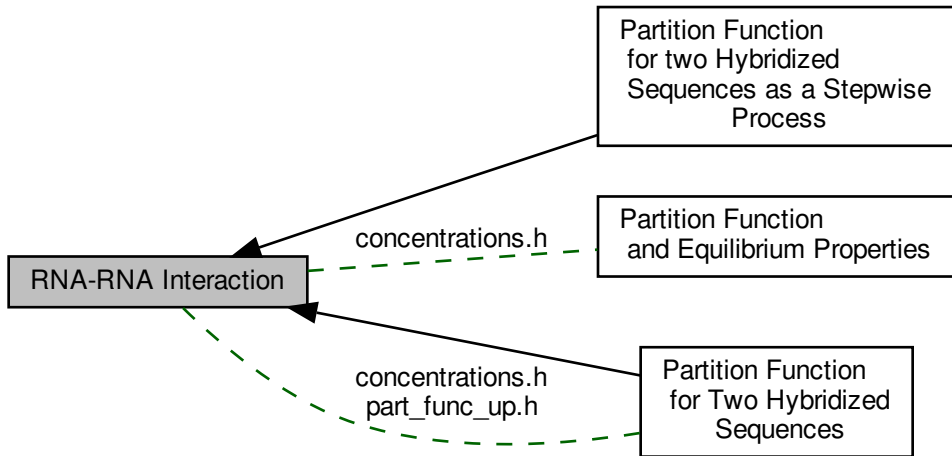 Partition Function
for two Hybridized
Sequences as a Stepwise
Process
concentrations.h
Partition Function
and Equilibrium Properties
RNA-RNA Interaction
concentrations.h
part_func_up.h
Partition Function
for Two Hybridized
Sequences